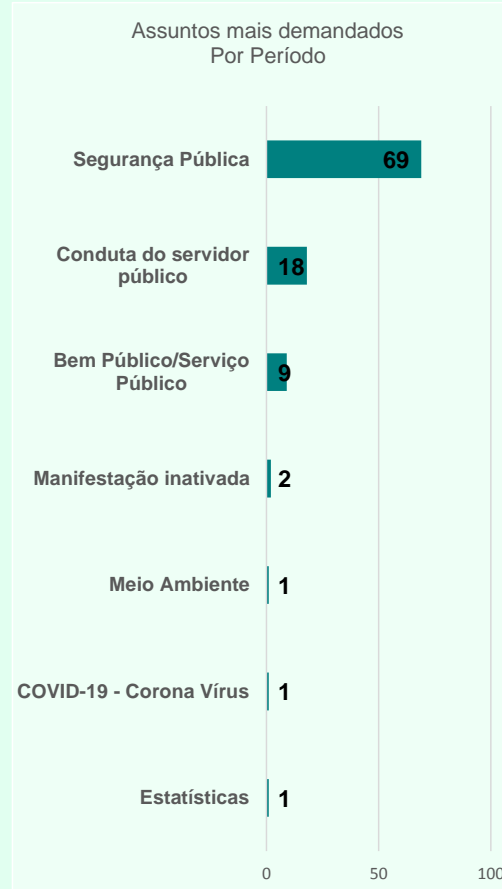 Assuntos mais demandados
Por Período
Segurança Pública
69
Conduta do servidor
público
18
Bem Público/Serviço
Público
9
Manifestação inativada
2
Meio Ambiente
1
COVID-19 - Corona Vírus
1
Estatísticas
1
0
50
100